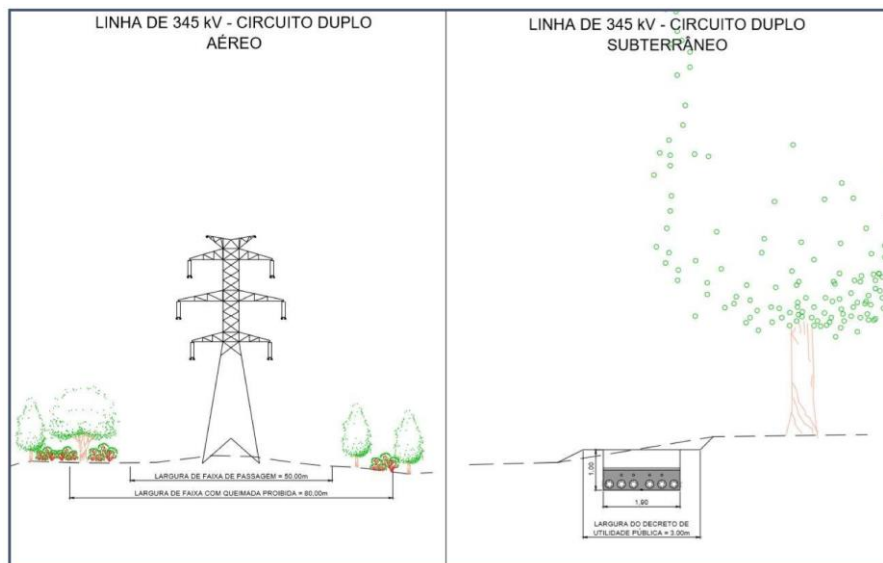 LINHA DE 345 kV - CIRCUITO DUPLO
AÉREO
LARGURA DE FAIXA DE PASSAGEM = 50.00m
LARGURA DE FAIXA COM QUEIMADA PROIBIDA = 80.00m
LINHA DE 345 kV - CIRCUITO DUPLO
SUBTERRÂNEO
1.00
1,90
LARGURA DO DECRETO DE
UTILIDADE PÚBLICA = 3.00m